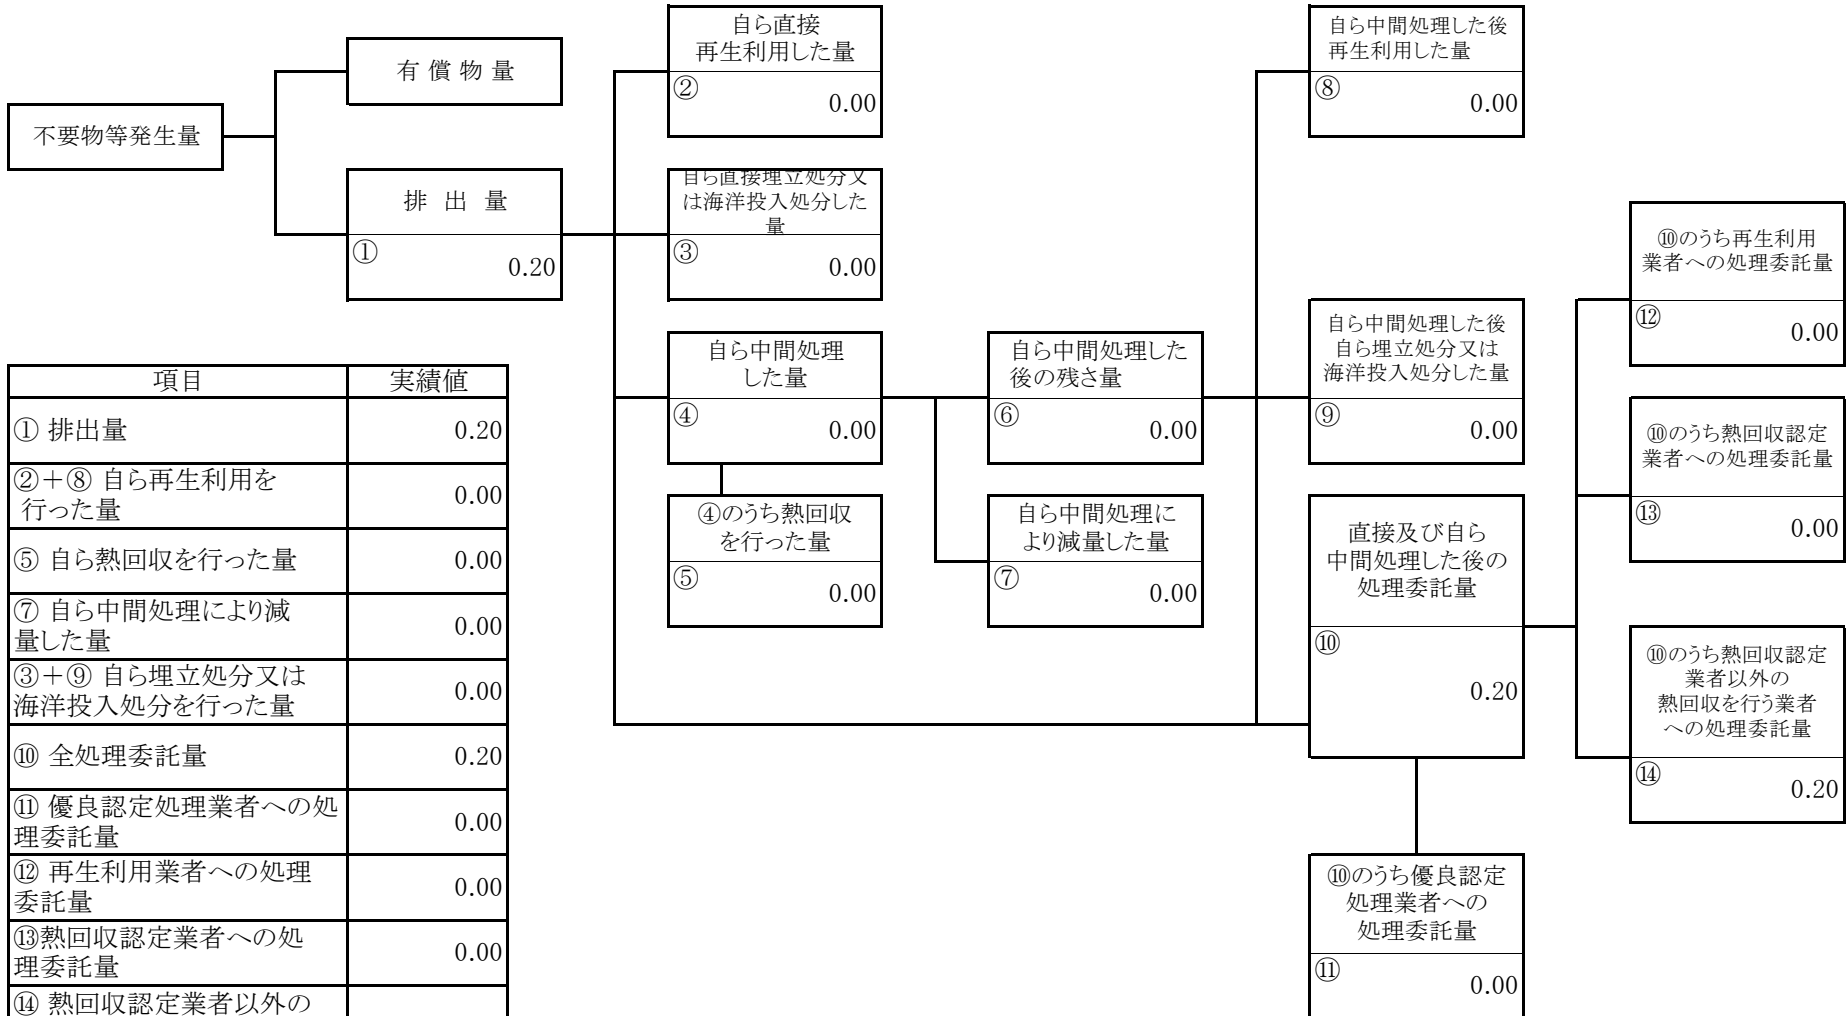 不要物等発生量
有償物量
排出量
①
0.20
自ら直接
再生利用した量
②
0.00
自ら直接埋立処分又
は海洋投入処分した
量
③
0.00
自ら中間処理
した量
④
0.00
④のうち熱回収
を行った量
⑤
0.00
自ら中間処理した
後の残さ量
⑥
0.00
自ら中間処理に
より減量した量
⑦
0.00
自ら中間処理した後
再生利用した量
⑧
0.00
自ら中間処理した後
自ら埋立処分又は
海洋投入処分した量
⑨
0.00
直接及び自ら
中間処理した後の
処理委託量
⑩
0.20
⑩のうち優良認定
処理業者への
処理委託量
⑪
0.00
⑩のうち再生利用
業者への処理委託量
⑫
0.00
⑩のうち熱回収認定
業者への処理委託量
⑬
0.00
⑩のうち熱回収認定
業者以外の
熱回収を行う業者
への処理委託量
⑭
0.20
項目 実績値
① 排出量 0.20
②+⑧ 自ら再生利用を
行った量 0.00
⑤ 自ら熱回収を行った量 0.00
⑦ 自ら中間処理により減
量した量 0.00
③+⑨ 自ら埋立処分又は
海洋投入処分を行った量 0.00
⑩ 全処理委託量 0.20
⑪ 優良認定処理業者への処
理委託量 0.00
⑫ 再生利用業者への処理
委託量 0.00
⑬熱回収認定業者への処
理委託量 0.00
⑭ 熱回収認定業者以外の